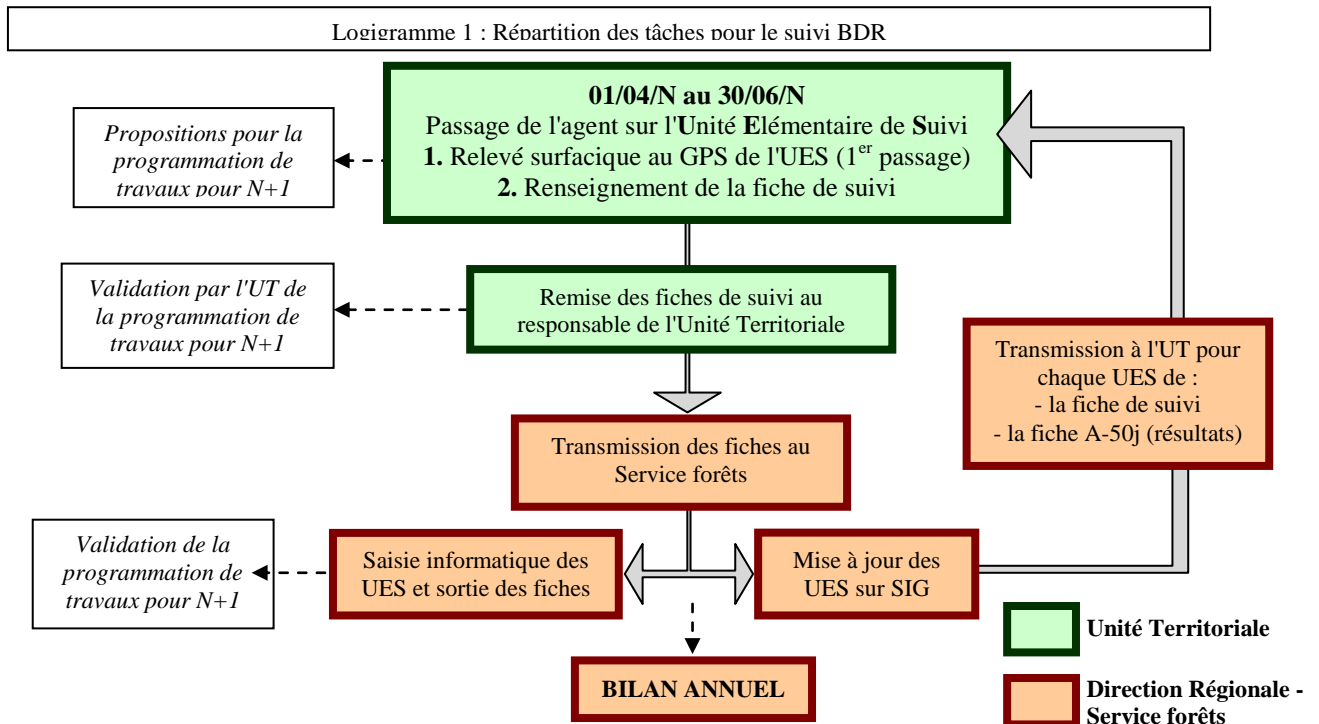 Logigramme 1 : Répartition des tâches pour le suivi BDR
01/04/N au 30/06/N
Passage de l'agent sur l'Unité Elémentaire de Suivi
1. Relevé surfacique au GPS de l'UES (1er passage)
2. Renseignement de la fiche de suivi
Propositions pour la
programmation de
travaux pour N+1
Remise des fiches de suivi au
responsable de l'Unité Territoriale
Validation par l'UT de
la programmation de
travaux pour N+1
Transmission à l'UT pour
chaque UES de :
- la fiche de suivi
- la fiche A-50j (résultats)
Transmission des fiches au
Service forêts
Validation de la
programmation de
travaux pour N+1
Saisie informatique des
UES et sortie des fiches
Mise à jour des
UES sur SIG
BILAN ANNUEL
Unité Territoriale
Direction Régionale -
Service forêts